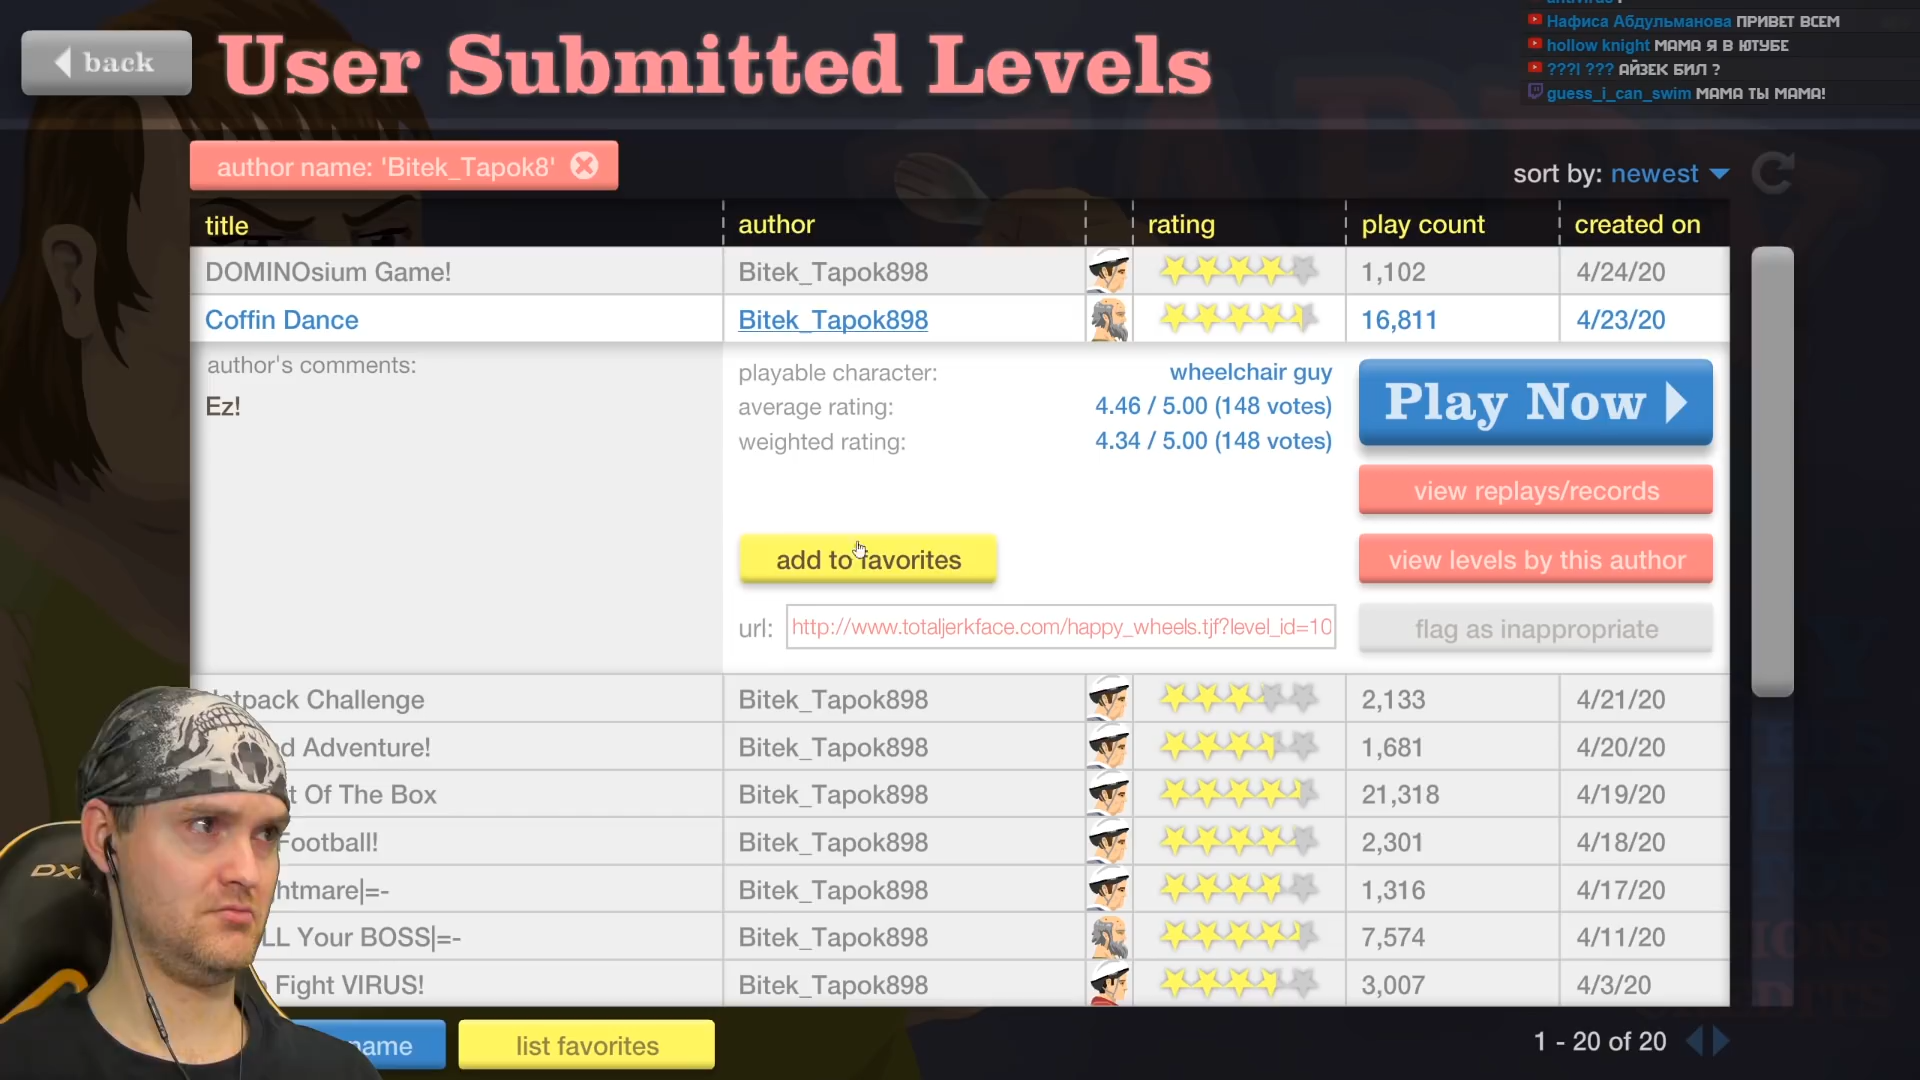 антивирус
Нафиса Абдульманова ПРИВЕТ ВСЕМ
hollow knight МАМА Я В ЮТУБЕ
???I ??? АЙЗЕК БИЛ ?
guess_i_can_swim МАМА ТЫ МАМА!
back
User Submitted Levels
author name: 'Bitek_Tapok8'
sort by: newest
title author rating play count created on
DOMINOsium Game! Bitek_Tapok898 1,102 4/24/20
Coffin Dance Bitek_Tapok898 16,811 4/23/20
author's comments:
Ez!
playable character: wheelchair guy
average rating: 4.46 / 5.00 (148 votes)
weighted rating: 4.34 / 5.00 (148 votes)
Play Now
view replays/records
add to favorites
view levels by this author
url: http://www.totaljerkface.com/happy_wheels.tjf?level_id=10
flag as inappropriate
tpack Challenge Bitek_Tapok898 2,133 4/21/20
d Adventure! Bitek_Tapok898 1,681 4/20/20
t Of The Box Bitek_Tapok898 21,318 4/19/20
Football! Bitek_Tapok898 2,301 4/18/20
htmare|=- Bitek_Tapok898 1,316 4/17/20
LL Your BOSS|=- Bitek_Tapok898 7,574 4/11/20
Fight VIRUS! Bitek_Tapok898 3,007 4/3/20
name
list favorites
1 - 20 of 20
DX